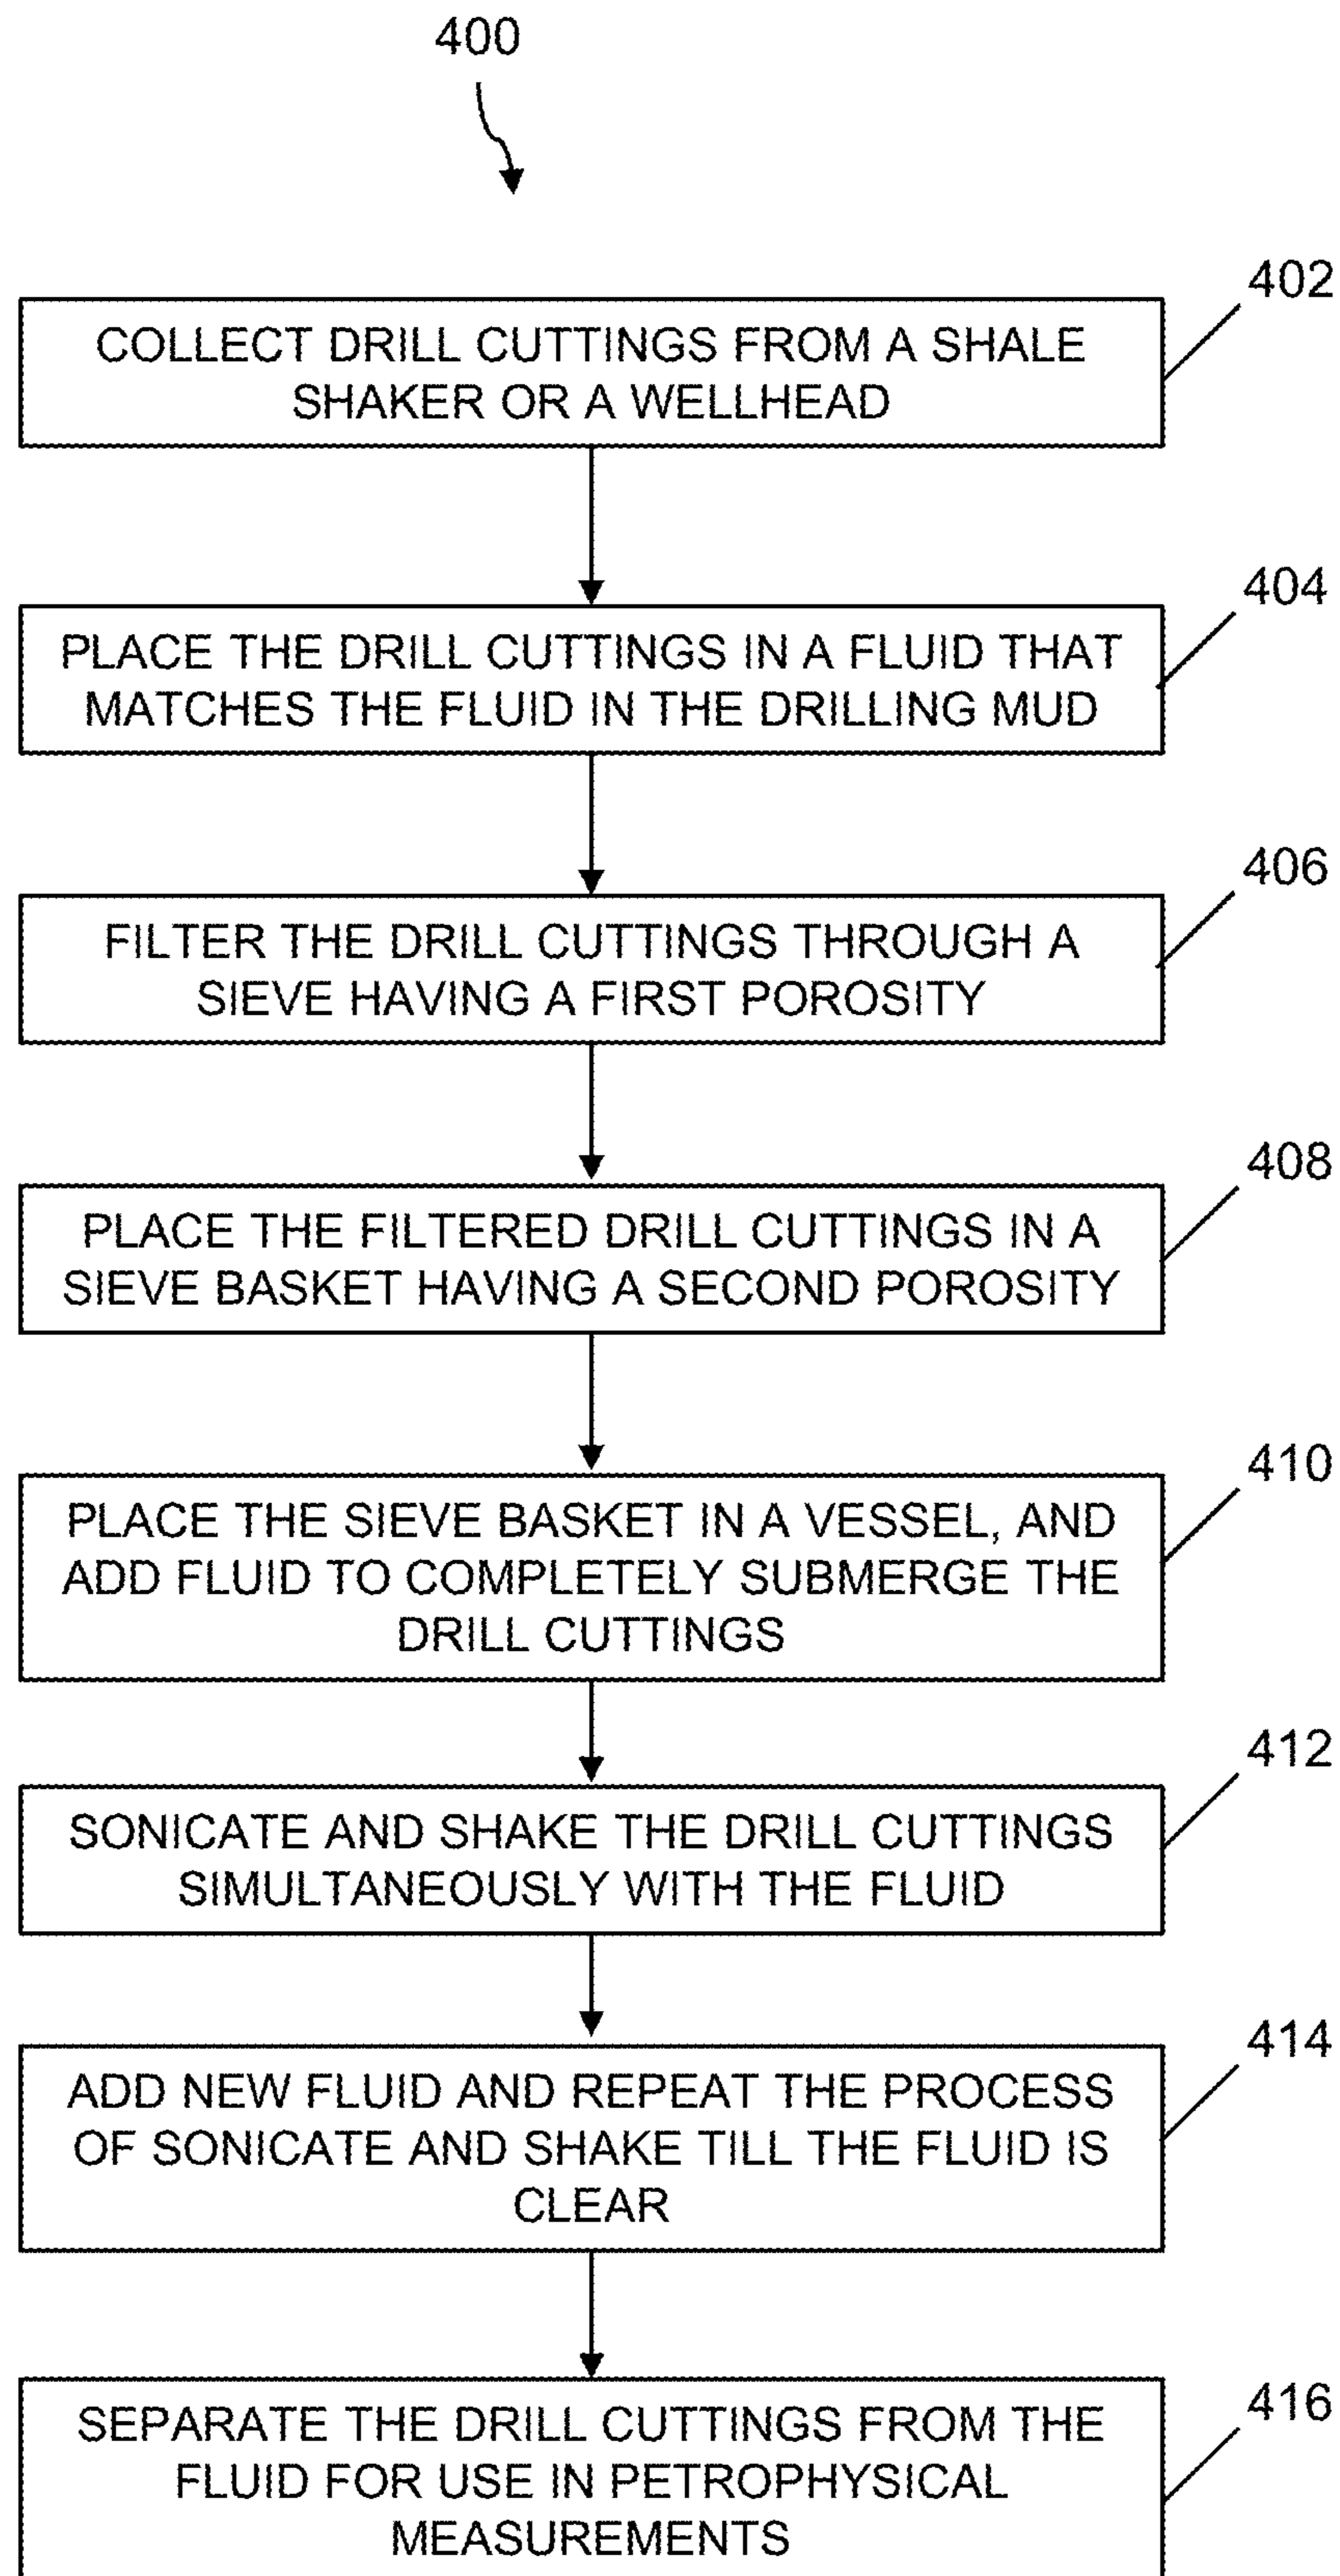 400
402
COLLECT DRILL CUTTINGS FROM A SHALE
SHAKER OR A WELLHEAD
404
PLACE THE DRILL CUTTINGS IN A FLUID THAT
MATCHES THE FLUID IN THE DRILLING MUD
406
FILTER THE DRILL CUTTINGS THROUGH A
SIEVE HAVING A FIRST POROSITY
408
PLACE THE FILTERED DRILL CUTTINGS IN A
SIEVE BASKET HAVING A SECOND POROSITY
410
PLACE THE SIEVE BASKET IN A VESSEL, AND
ADD FLUID TO COMPLETELY SUBMERGE THE
DRILL CUTTINGS
412
SONICATE AND SHAKE THE DRILL CUTTINGS
SIMULTANEOUSLY WITH THE FLUID
414
ADD NEW FLUID AND REPEAT THE PROCESS
OF SONICATE AND SHAKE TILL THE FLUID IS
CLEAR
416
SEPARATE THE DRILL CUTTINGS FROM THE
FLUID FOR USE IN PETROPHYSICAL
MEASUREMENTS